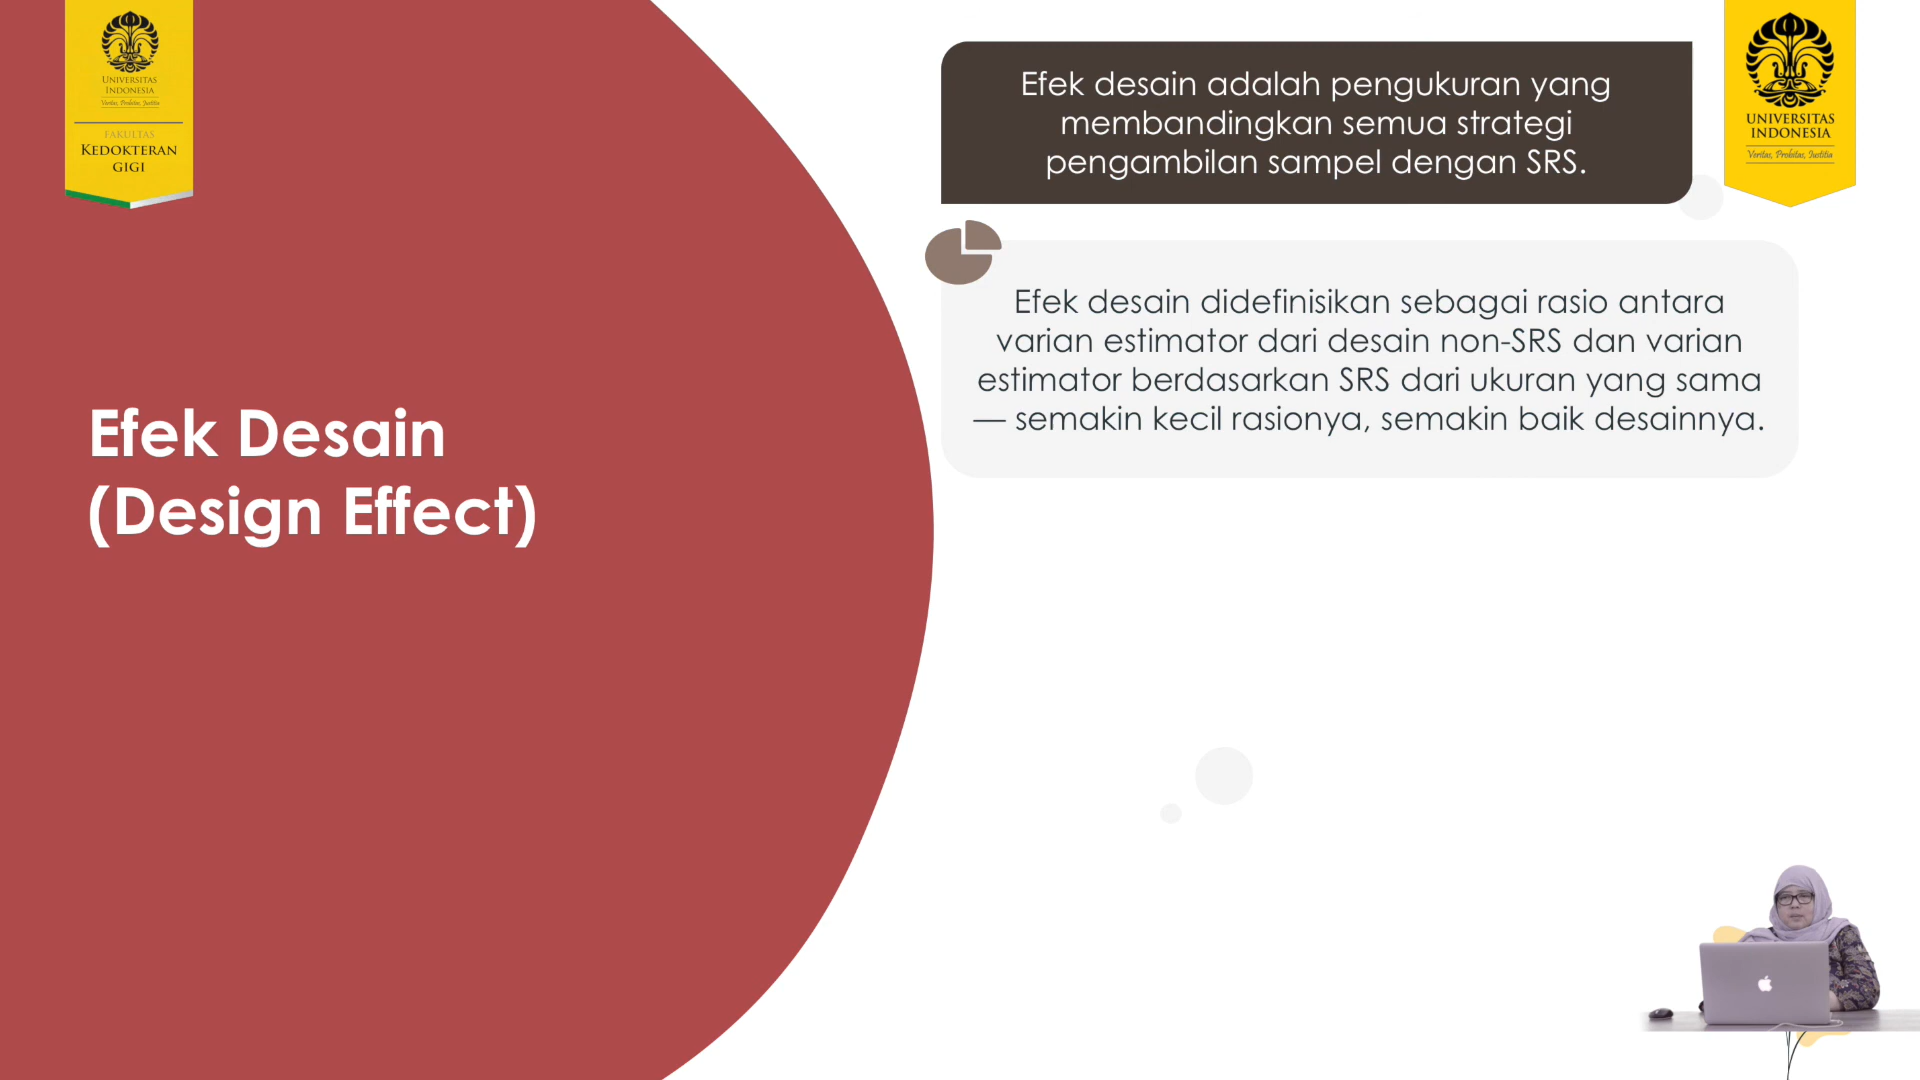 UNIVERSITAS
INDONESIA
Veritas, Probitas, Justitia
FAKULTAS
KEDOKTERAN
GIGI
Efek Desain
(Design Effect)
Efek desain adalah pengukuran yang
membandingkan semua strategi
pengambilan sampel dengan SRS.
UNIVERSITAS
INDONESIA
Veritas, Probitas, Justitia
Efek desain didefinisikan sebagai rasio antara
varian estimator dari desain non-SRS dan varian
estimator berdasarkan SRS dari ukuran yang sama
— semakin kecil rasionya, semakin baik desainnya.